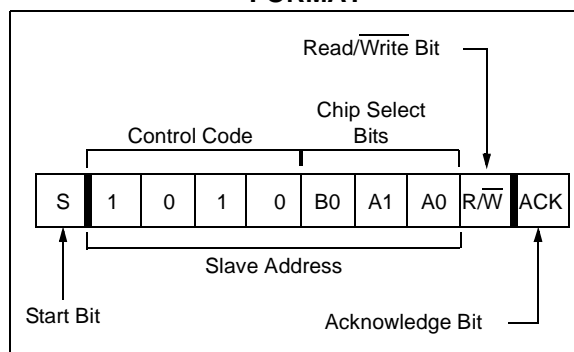 FORMAT
Read/Write Bit
Chip Select
Control Code Bits
S 1 0 1 0 B0 A1 A0 R/W ACK
Slave Address
Start Bit
Acknowledge Bit